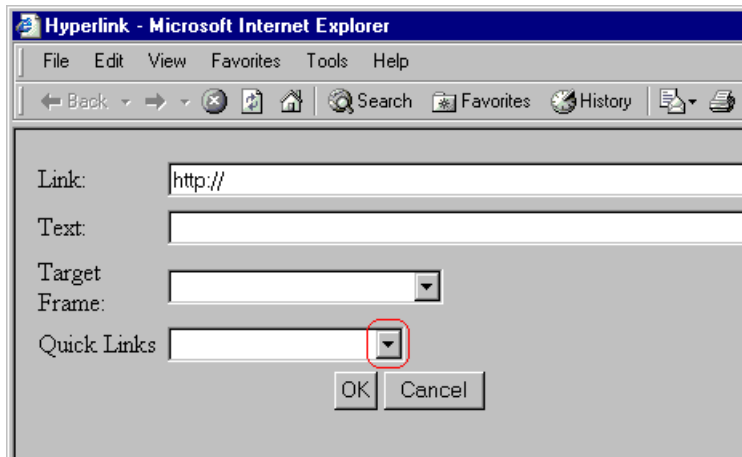 Hyperlink - Microsoft Internet Explorer
File Edit View Favorites Tools Help
Back Search Favorites History
Link: http://
Text:
Target
Frame:
Quick Links
OK Cancel